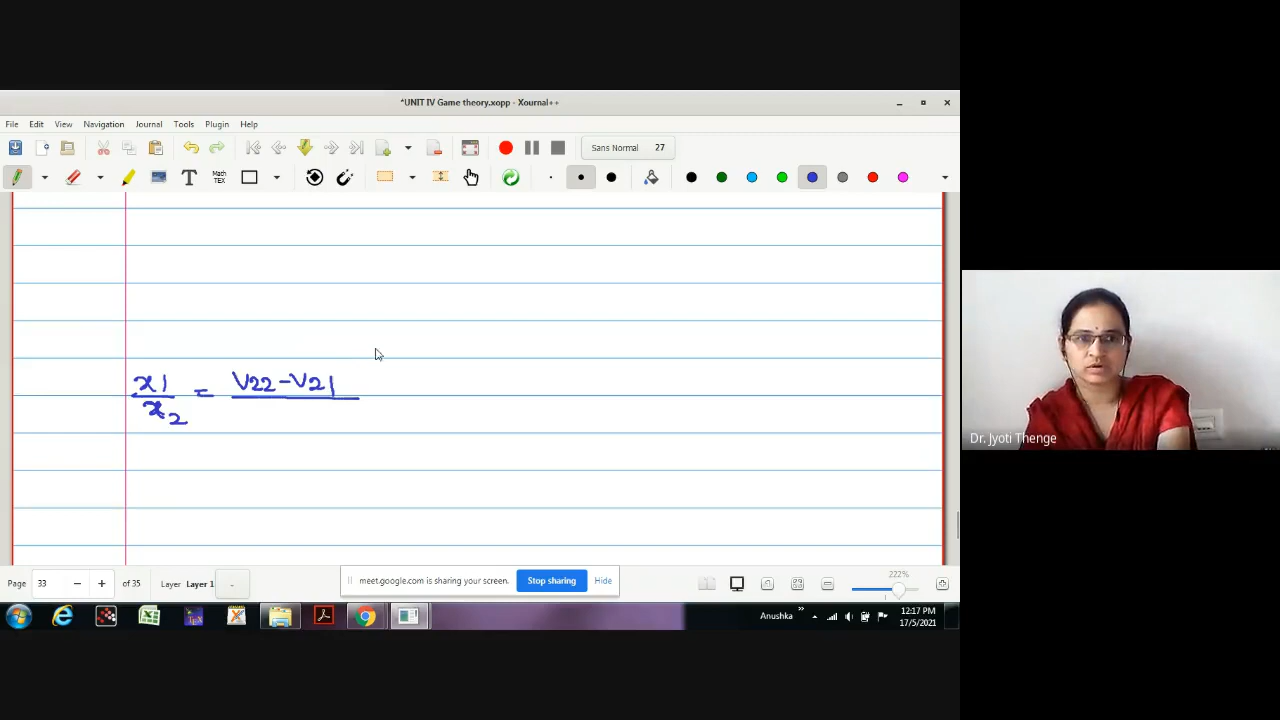 *UNIT IV Game theory.xopp - Xournal++
File Edit View Navigation Journal Tools Plugin Help
Sans Normal 27
T Math TEX
x1/x2 = V22-V21
Dr. Jyoti Thenge
Page 33 of 35 Layer Layer 1
meet.google.com is sharing your screen. Stop sharing Hide
222%
Anushka
12:17 PM
17/5/2021